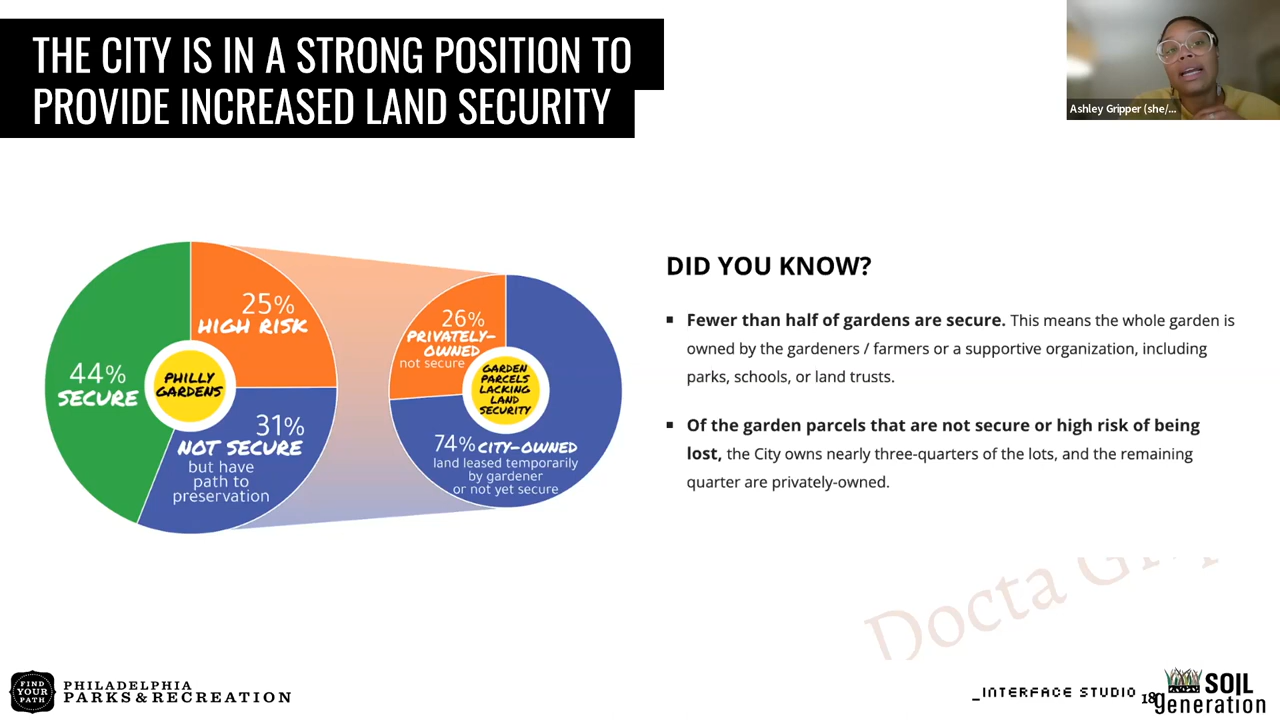 THE CITY IS IN A STRONG POSITION TO
PROVIDE INCREASED LAND SECURITY
Ashley Gripper (she/...
25%
HIGH RISK
44%
SECURE
PHILLY
GARDENS
31%
NOT SECURE
but have
path to
preservation
26%
PRIVATELY-
OWNED
not secure
GARDEN
PARCELS
LACKING
LAND
SECURITY
74% CITY-OWNED
land leased temporarily
by gardener
or not yet secure
DID YOU KNOW?
▪ Fewer than half of gardens are secure. This means the whole garden is
owned by the gardeners / farmers or a supportive organization, including
parks, schools, or land trusts.
▪ Of the garden parcels that are not secure or high risk of being
lost, the City owns nearly three-quarters of the lots, and the remaining
quarter are privately-owned.
Docta
FIND
YOUR
PATH
PHILADELPHIA
PARKS & RECREATION
_INTERFACE STUDIO
18
SOIL
generation